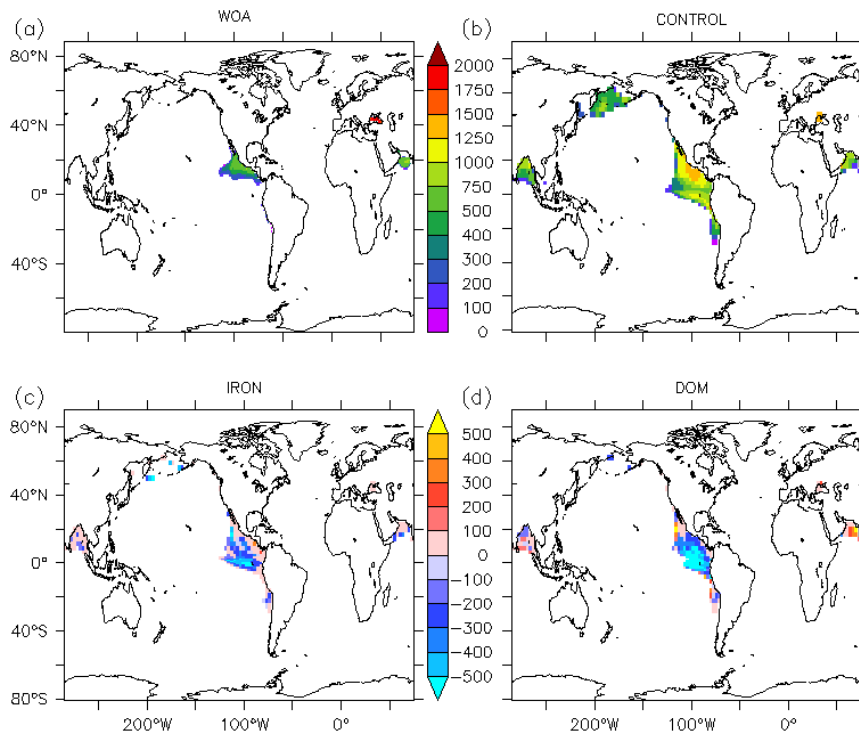 (a) WOA
(b) CONTROL
80°N
40°N
0°
40°S
2000
1750
1500
1250
1000
750
500
400
300
200
100
0
(c) IRON
(d) DOM
80°N
40°N
0°
40°S
80°S
500
400
300
200
100
0
−100
−200
−300
−400
−500
200°W 100°W 0°
200°W 100°W 0°